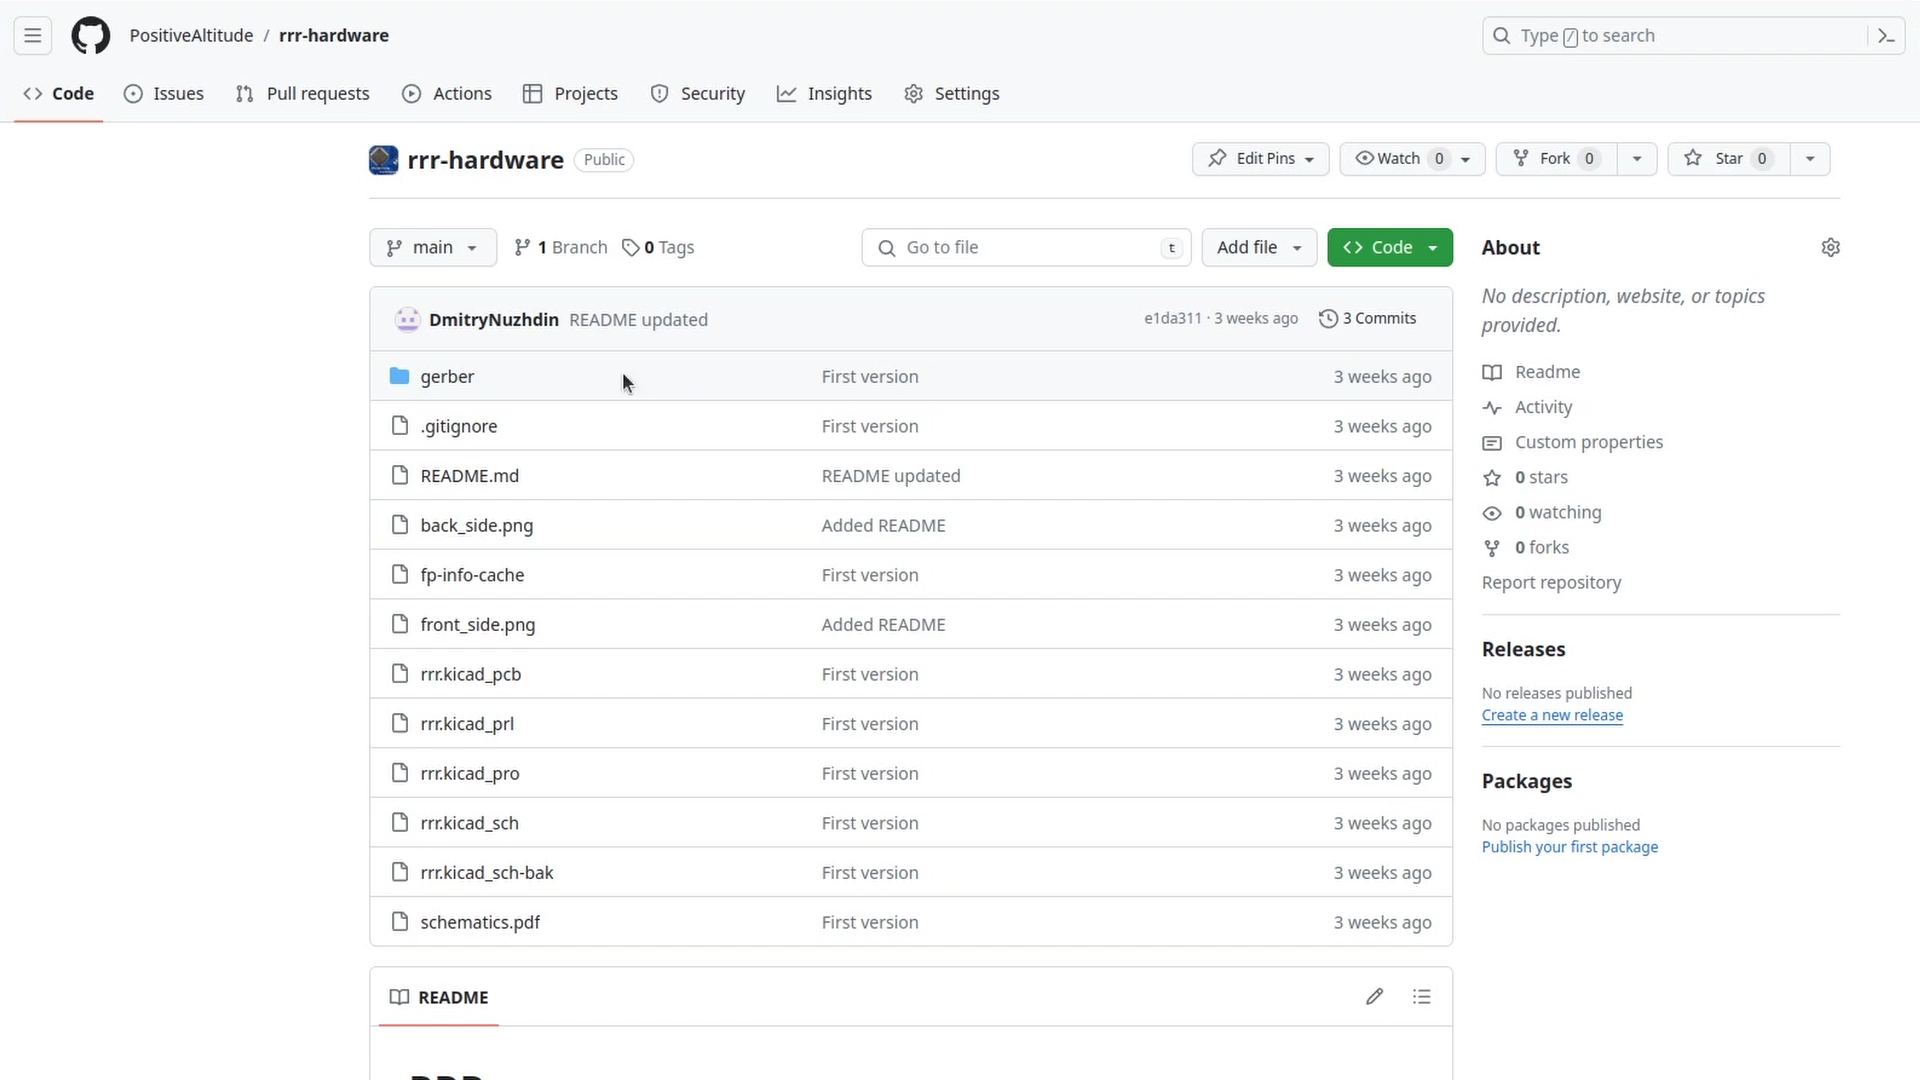 PositiveAltitude / rrr-hardware
Type / to search
Code Issues Pull requests Actions Projects Security Insights Settings
rrr-hardware Public
Edit Pins Watch 0 Fork 0 Star 0
main 1 Branch 0 Tags
Go to file t Add file Code
DmitryNuzhdin README updated e1da311 · 3 weeks ago 3 Commits
gerber First version 3 weeks ago
.gitignore First version 3 weeks ago
README.md README updated 3 weeks ago
back_side.png Added README 3 weeks ago
fp-info-cache First version 3 weeks ago
front_side.png Added README 3 weeks ago
rrr.kicad_pcb First version 3 weeks ago
rrr.kicad_prl First version 3 weeks ago
rrr.kicad_pro First version 3 weeks ago
rrr.kicad_sch First version 3 weeks ago
rrr.kicad_sch-bak First version 3 weeks ago
schematics.pdf First version 3 weeks ago
README
About
No description, website, or topics
provided.
Readme
Activity
Custom properties
0 stars
0 watching
0 forks
Report repository
Releases
No releases published
Create a new release
Packages
No packages published
Publish your first package